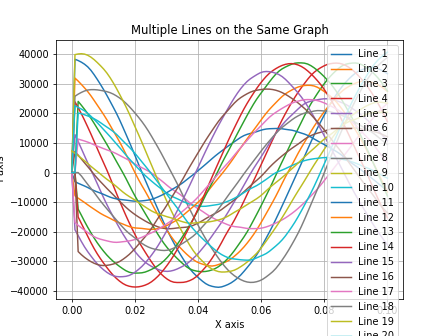 Multiple Lines on the Same Graph
40000
30000
20000
10000
0
−10000
−20000
−30000
−40000
0.00
0.02
0.04
0.06
0.08
X axis
Line 1
Line 2
Line 3
Line 4
Line 5
Line 6
Line 7
Line 8
Line 9
Line 10
Line 11
Line 12
Line 13
Line 14
Line 15
Line 16
Line 17
Line 18
Line 19